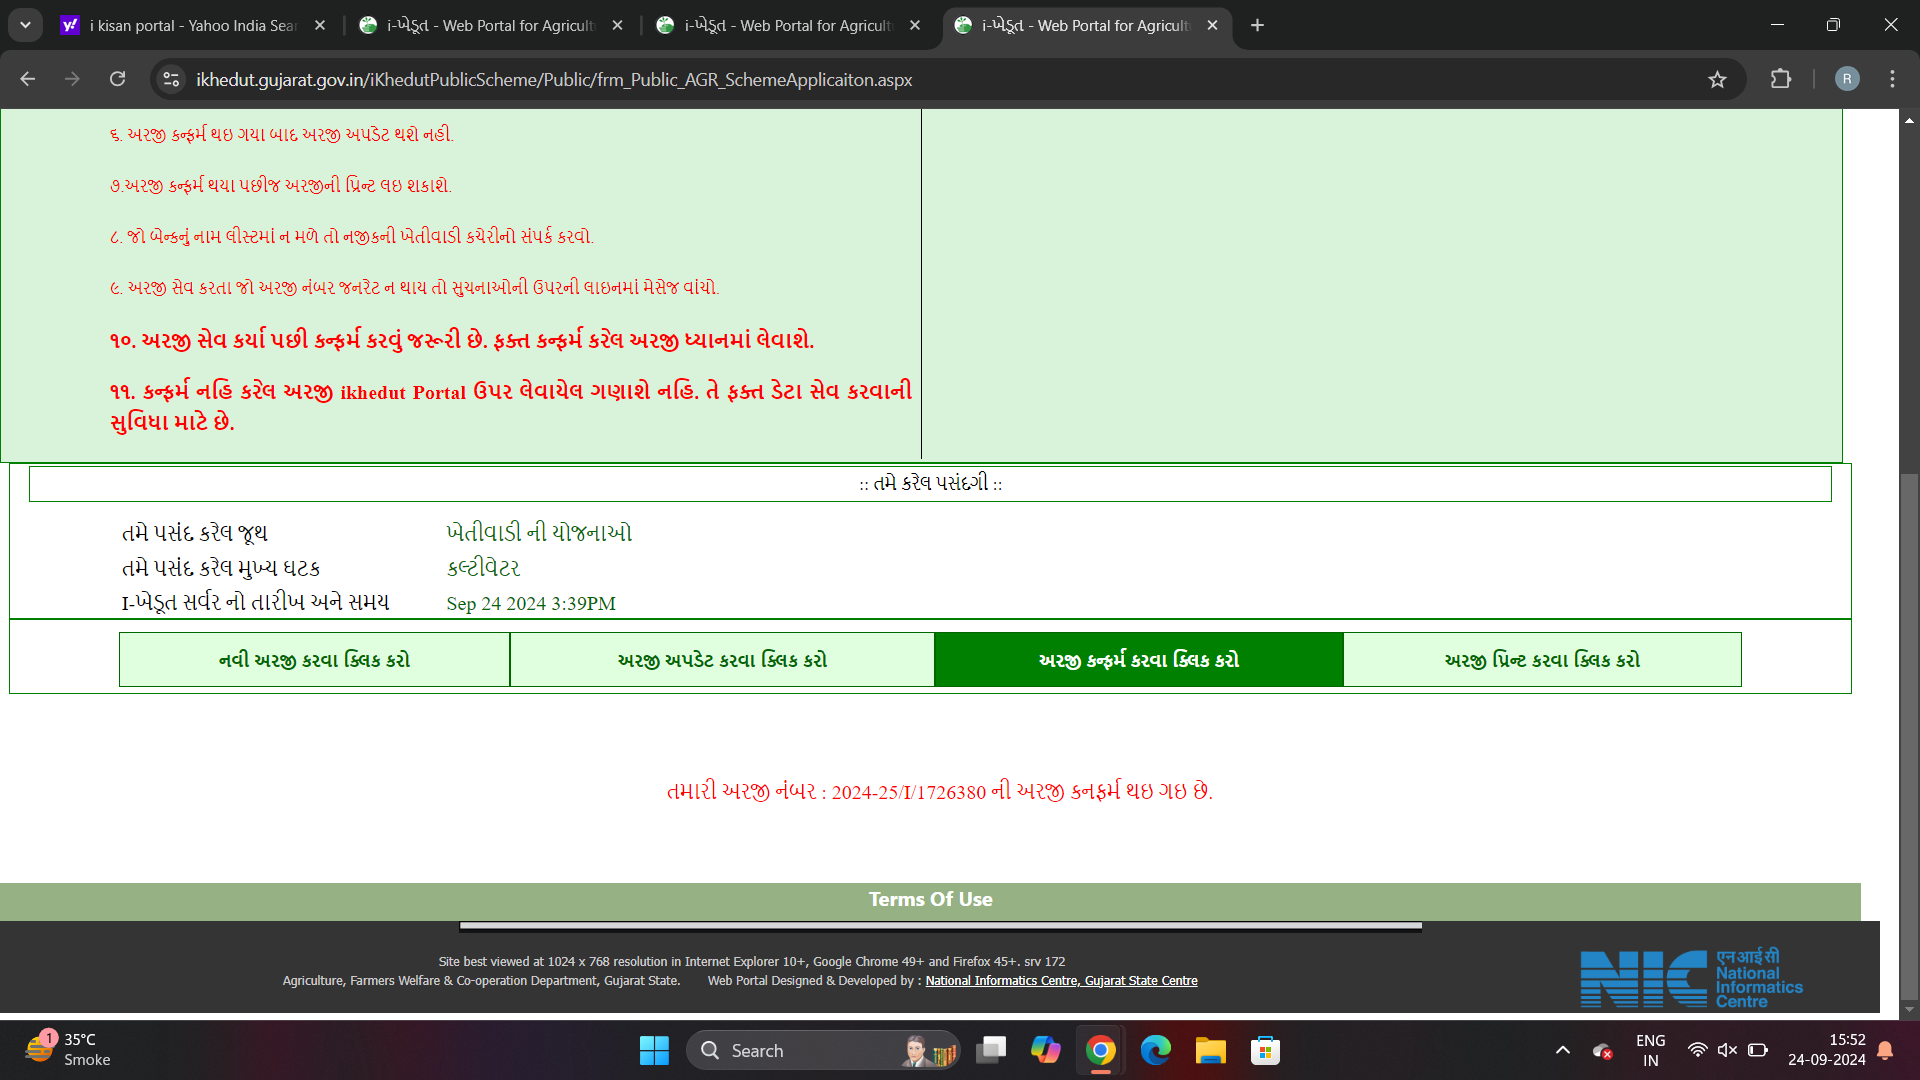 i kisan portal - Yahoo India Sear
i-ખેડૂત - Web Portal for Agricult
i-ખેડૂત - Web Portal for Agricult
i-ખેડૂત - Web Portal for Agricult
ikhedut.gujarat.gov.in/iKhedutPublicScheme/Public/frm_Public_AGR_SchemeApplicaiton.aspx
R
૬. અરજી કન્ફર્મ થઇ ગયા બાદ અરજી અપડેટ થશે નહી.
૭.અરજી કન્ફર્મ થયા પછીજ અરજીની પ્રિન્ટ લઇ શકાશે.
૮. જો બેન્કનું નામ લીસ્ટમાં ન મળે તો નજીકની ખેતીવાડી કચેરીનો સંપર્ક કરવો.
૯. અરજી સેવ કરતા જો અરજી નંબર જનરેટ ન થાય તો સુચનાઓની ઉપરની લાઇનમાં મેસેજ વાંચો.
૧૦. અરજી સેવ કર્યા પછી કન્ફર્મ કરવું જરૂરી છે. ફક્ત કન્ફર્મ કરેલ અરજી ધ્યાનમાં લેવાશે.
૧૧. કન્ફર્મ નહિ કરેલ અરજી ikhedut Portal ઉપર લેવાયેલ ગણાશે નહિ. તે ફક્ત ડેટા સેવ કરવાની
સુવિધા માટે છે.
:: તમે કરેલ પસંદગી ::
તમે પસંદ કરેલ જૂથ ખેતીવાડી ની યોજનાઓ
તમે પસંદ કરેલ મુખ્ય ઘટક કલ્ટીવેટર
I-ખેડૂત સર્વર નો તારીખ અને સમય Sep 24 2024 3:39PM
નવી અરજી કરવા ક્લિક કરો અરજી અપડેટ કરવા ક્લિક કરો અરજી કન્ફર્મ કરવા ક્લિક કરો અરજી પ્રિન્ટ કરવા ક્લિક કરો
તમારી અરજી નંબર : 2024-25/I/1726380 ની અરજી કનફર્મ થઇ ગઇ છે.
Terms Of Use
Site best viewed at 1024 x 768 resolution in Internet Explorer 10+, Google Chrome 49+ and Firefox 45+. srv 172
Agriculture, Farmers Welfare & Co-operation Department, Gujarat State. Web Portal Designed & Developed by : National Informatics Centre, Gujarat State Centre
NIC
एन आई सी
National
Informatics
Centre
1
35°C
Smoke
Search
ENG
IN
15:52
24-09-2024